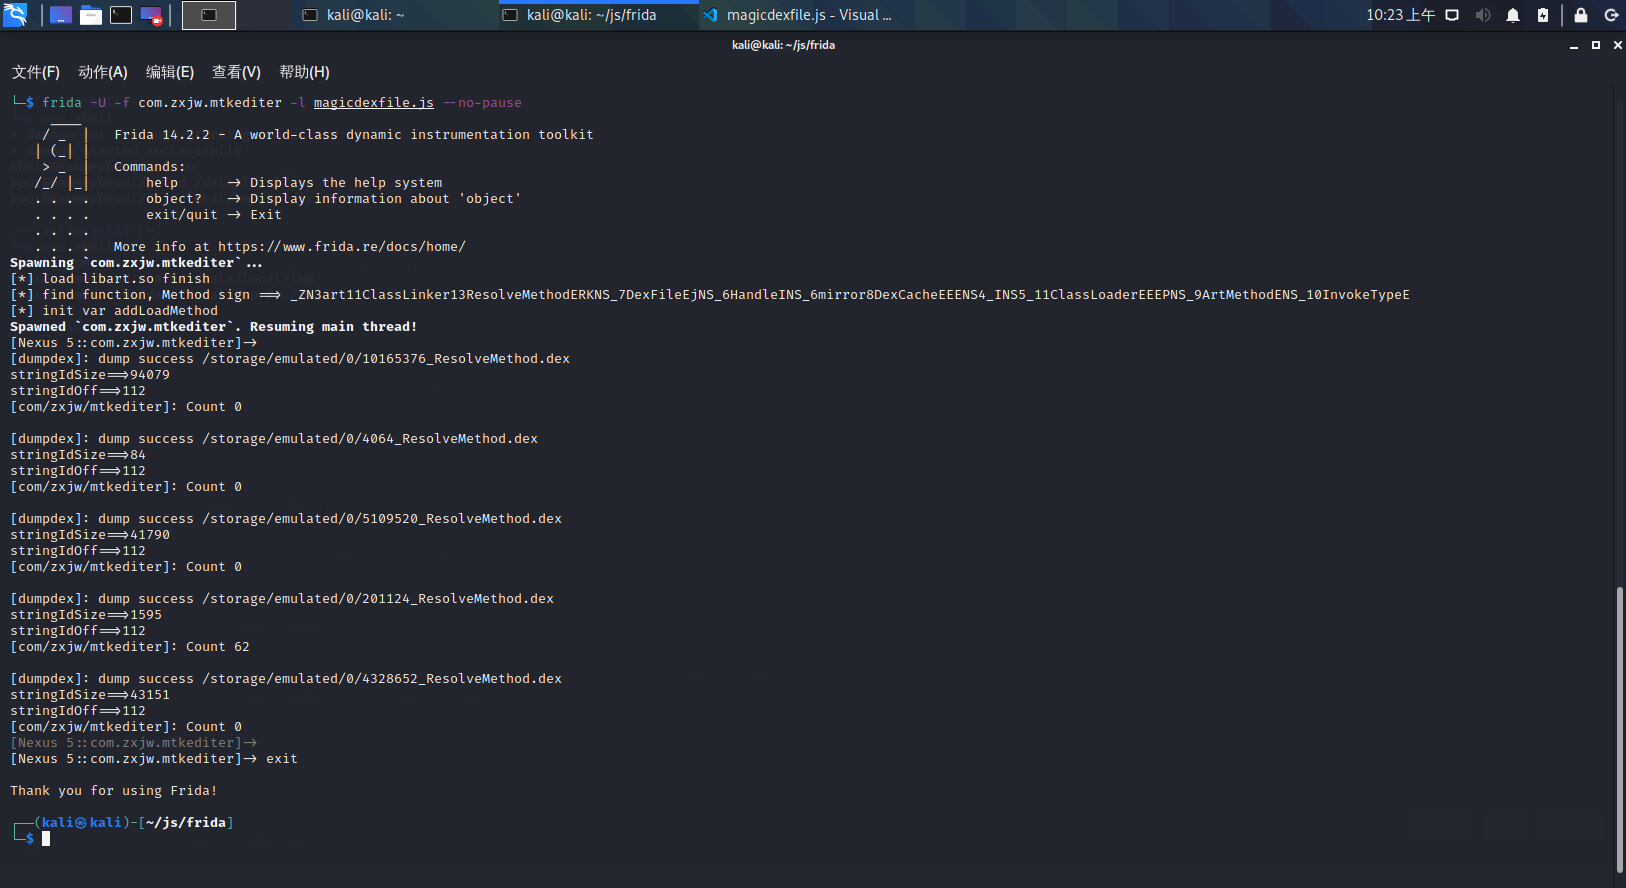 kali@kali: ~
kali@kali: ~/js/frida
magicdexfile.js - Visual ...
10:23 上午
kali@kali: ~/js/frida
文件(F) 动作(A) 编辑(E) 查看(V) 帮助(H)
└─$ frida -U -f com.zxjw.mtkediter -l magicdexfile.js --no-pause
Frida 14.2.2 - A world-class dynamic instrumentation toolkit
Commands:
help -> Displays the help system
object? -> Display information about 'object'
exit/quit -> Exit
More info at https://www.frida.re/docs/home/
Spawning `com.zxjw.mtkediter`...
[*] load libart.so finish
[*] find function, Method sign ==> _ZN3art11ClassLinker13ResolveMethodERKNS_7DexFileEjNS_6HandleINS_6mirror8DexCacheEEENS4_INS5_11ClassLoaderEEEPNS_9ArtMethodENS_10InvokeTypeE
[*] init var addLoadMethod
Spawned `com.zxjw.mtkediter`. Resuming main thread!
[Nexus 5::com.zxjw.mtkediter]->
[dumpdex]: dump success /storage/emulated/0/10165376_ResolveMethod.dex
stringIdSize==>94079
stringIdOff==>112
[com/zxjw/mtkediter]: Count 0
[dumpdex]: dump success /storage/emulated/0/4064_ResolveMethod.dex
stringIdSize==>84
stringIdOff==>112
[com/zxjw/mtkediter]: Count 0
[dumpdex]: dump success /storage/emulated/0/5109520_ResolveMethod.dex
stringIdSize==>41790
stringIdOff==>112
[com/zxjw/mtkediter]: Count 0
[dumpdex]: dump success /storage/emulated/0/201124_ResolveMethod.dex
stringIdSize==>1595
stringIdOff==>112
[com/zxjw/mtkediter]: Count 62
[dumpdex]: dump success /storage/emulated/0/4328652_ResolveMethod.dex
stringIdSize==>43151
stringIdOff==>112
[com/zxjw/mtkediter]: Count 0
[Nexus 5::com.zxjw.mtkediter]->
[Nexus 5::com.zxjw.mtkediter]-> exit
Thank you for using Frida!
┌──(kali㉿kali)-[~/js/frida]
└─$